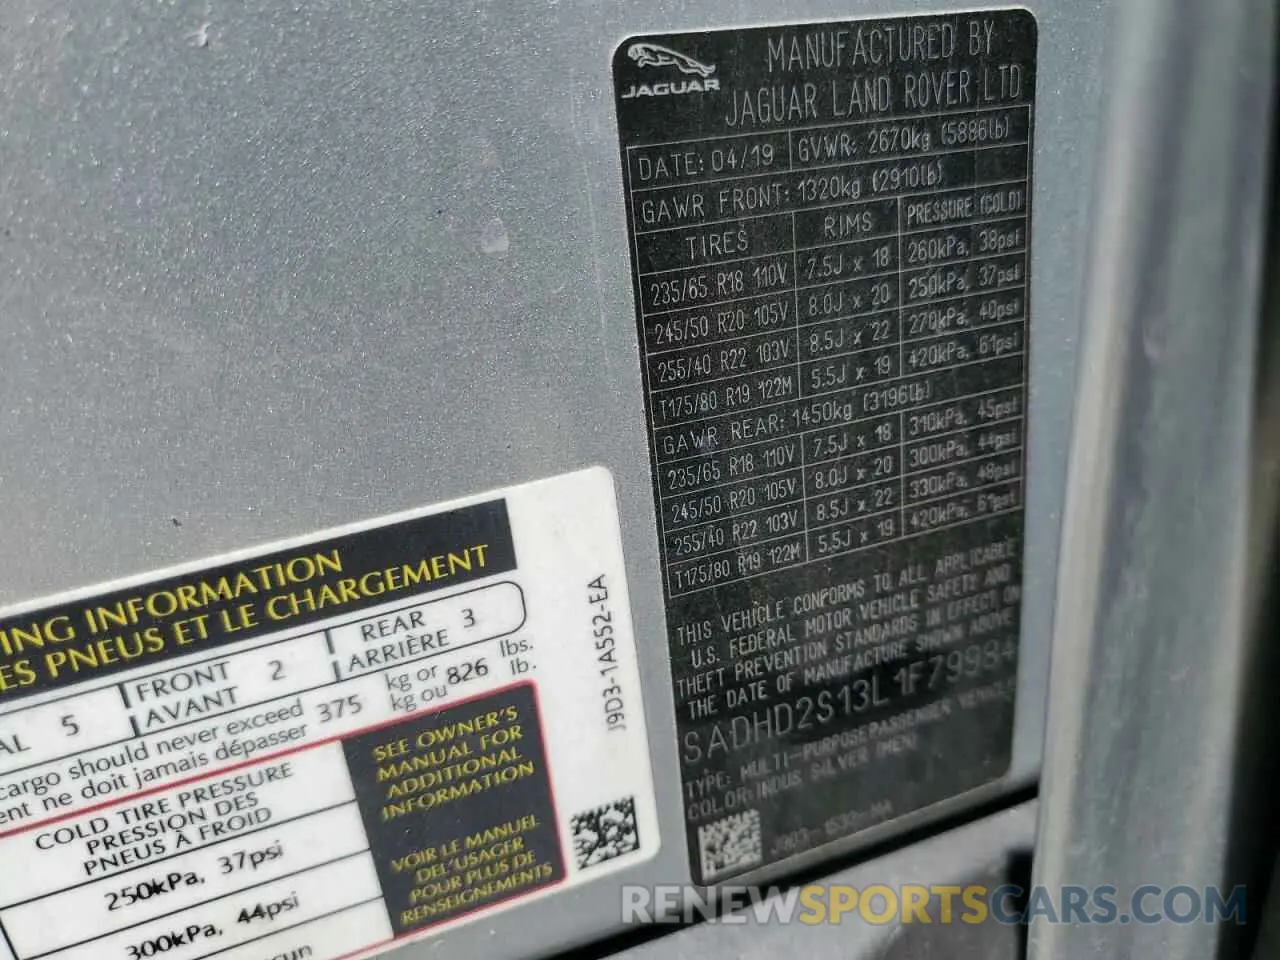 JAGUAR
MANUFACTURED BY
JAGUAR LAND ROVER LTD
DATE: 04/19 GVWR: 2670kg (5886lb)
GAWR FRONT: 1320kg (2910lb)
TIRES RIMS PRESSURE (COLD)
235/65 R18 110V 7.5J x 18 260kPa, 38psi
245/50 R20 105V 8.0J x 20 250kPa, 37psi
255/40 R22 103V 8.5J x 22 270kPa, 40psi
T175/80 R19 122M 5.5J x 19 420kPa, 61psi
GAWR REAR: 1450kg (3196lb)
235/65 R18 110V 7.5J x 18 310kPa, 45psi
245/50 R20 105V 8.0J x 20 300kPa, 44psi
255/40 R22 103V 8.5J x 22 330kPa, 48psi
T175/80 R19 122M 5.5J x 19 420kPa, 61psi
THIS VEHICLE CONFORMS TO ALL APPLICABLE
U.S. FEDERAL MOTOR VEHICLE SAFETY AND
THEFT PREVENTION STANDARDS IN EFFECT ON
THE DATE OF MANUFACTURE SHOWN ABOVE
SADHD2S13L1F79984
TYPE: MULTI-PURPOSE PASSENGER VEHICLE
COLOR: INDUS SILVER
ING INFORMATION
ES PNEUS ET LE CHARGEMENT
AL 5 FRONT 2 REAR 3
AVANT ARRIÈRE
cargo should never exceed 375 kg or 826 lbs.
ent ne doit jamais dépasser kg ou lb.
COLD TIRE PRESSURE
PRESSION DES
PNEUS À FROID
250kPa, 37psi
300kPa, 44psi
cun
SEE OWNER'S
MANUAL FOR
ADDITIONAL
INFORMATION
VOIR LE MANUEL
DE L'USAGER
POUR PLUS DE
RENSEIGNEMENTS
J9D3-1A552-EA
RENEWSPORTSCARS.COM